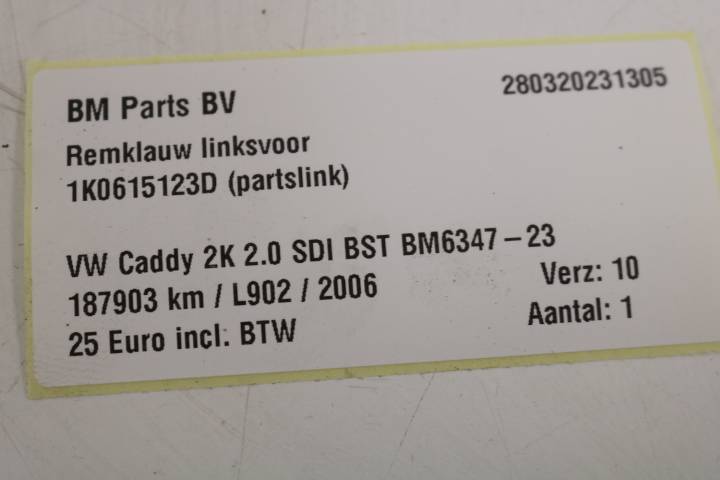 BM Parts BV
280320231305
Remklauw linksvoor
1K0615123D (partslink)
VW Caddy 2K 2.0 SDI BST BM6347-23
187903 km / L902 / 2006
Verz: 10
25 Euro incl. BTW
Aantal: 1